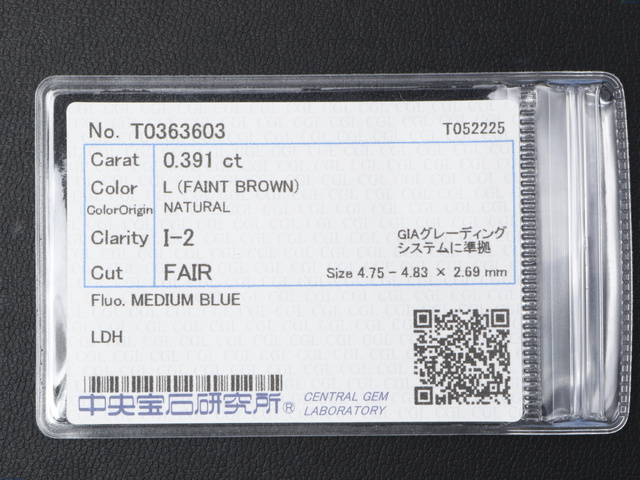 No. T0363603 T052225
Carat 0.391 ct
Color L (FAINT BROWN)
ColorOrigin NATURAL
Clarity I-2 GIAグレーディング
システムに準拠
Cut FAIR Size 4.75 - 4.83 × 2.69 mm
Fluo. MEDIUM BLUE
LDH
中央宝石研究所® CENTRAL GEM
LABORATORY